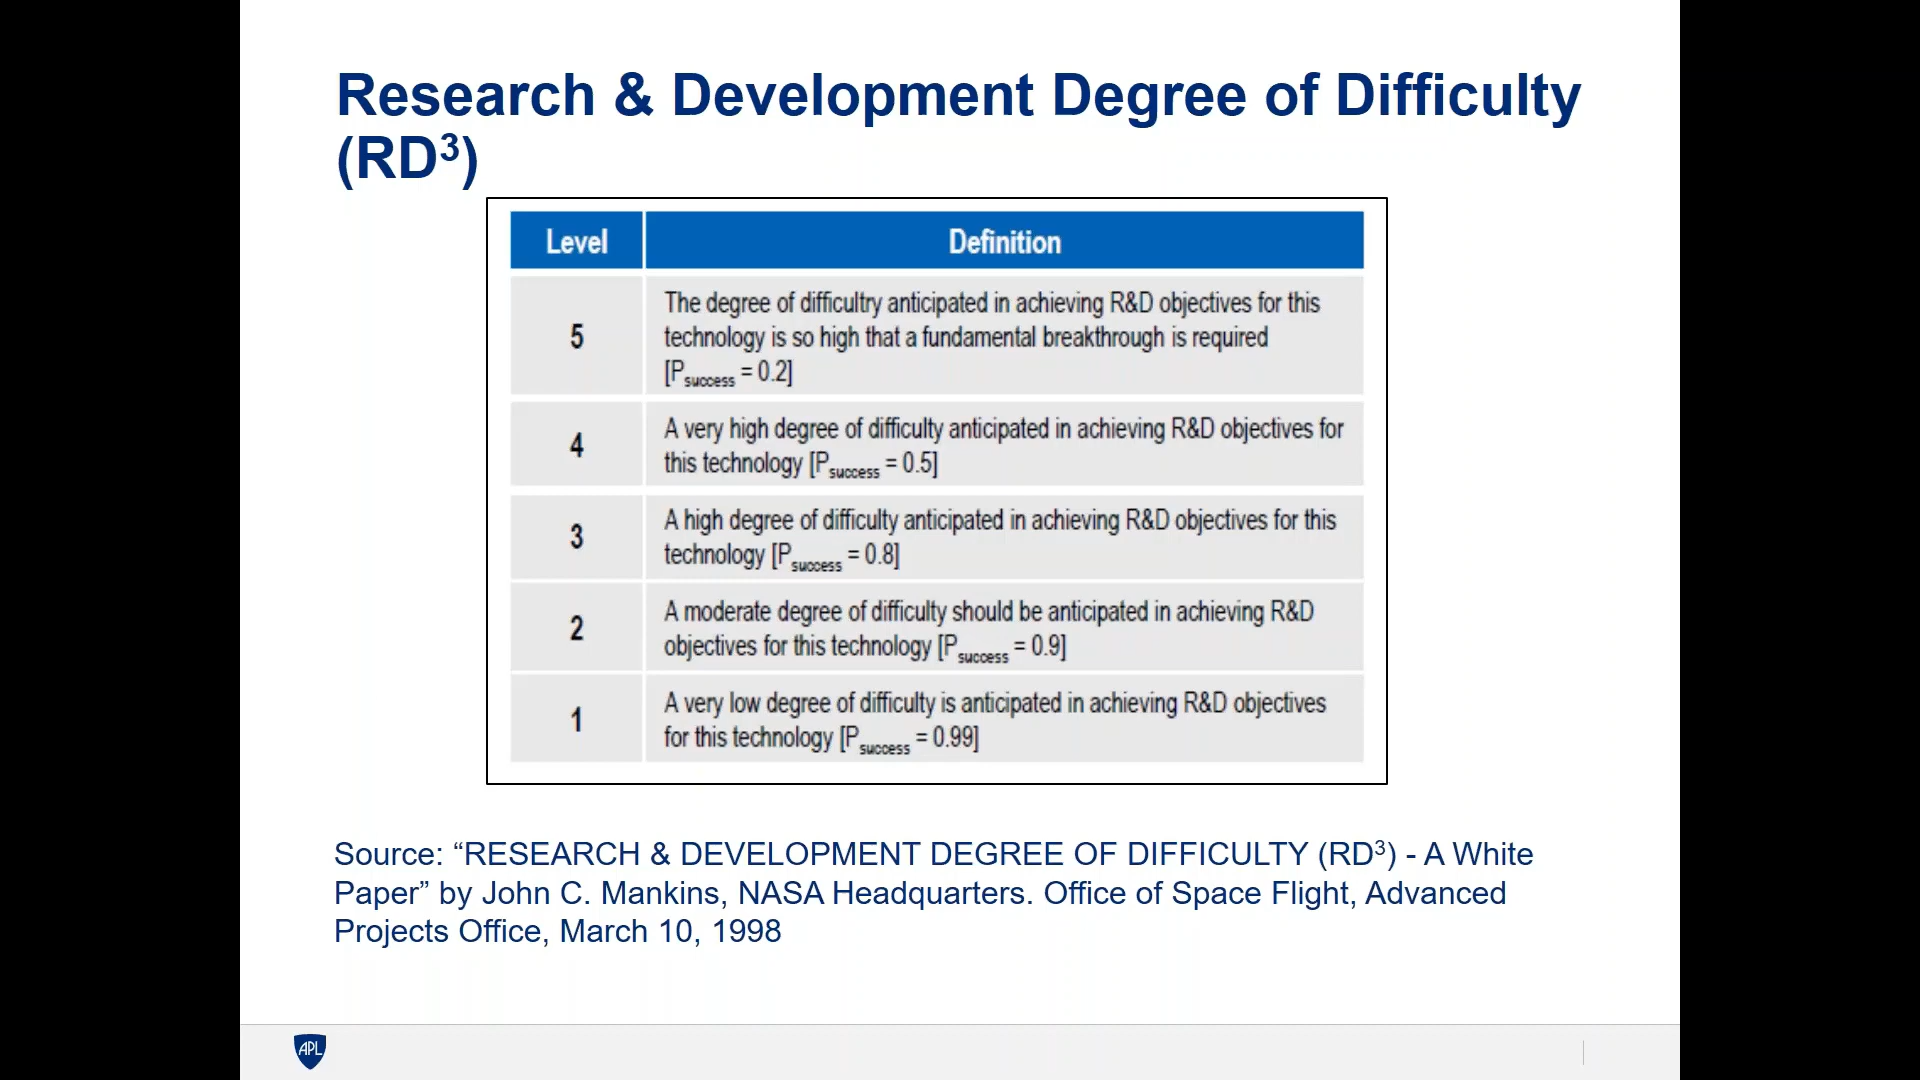 Research & Development Degree of Difficulty
(RD³)
Level
Definition
5
The degree of difficultry anticipated in achieving R&D objectives for this
technology is so high that a fundamental breakthrough is required
[Psuccess = 0.2]
4
A very high degree of difficulty anticipated in achieving R&D objectives for
this technology [Psuccess = 0.5]
3
A high degree of difficulty anticipated in achieving R&D objectives for this
technology [Psuccess = 0.8]
2
A moderate degree of difficulty should be anticipated in achieving R&D
objectives for this technology [Psuccess = 0.9]
1
A very low degree of difficulty is anticipated in achieving R&D objectives
for this technology [Psuccess = 0.99]
Source: “RESEARCH & DEVELOPMENT DEGREE OF DIFFICULTY (RD³) - A White
Paper” by John C. Mankins, NASA Headquarters. Office of Space Flight, Advanced
Projects Office, March 10, 1998
APL